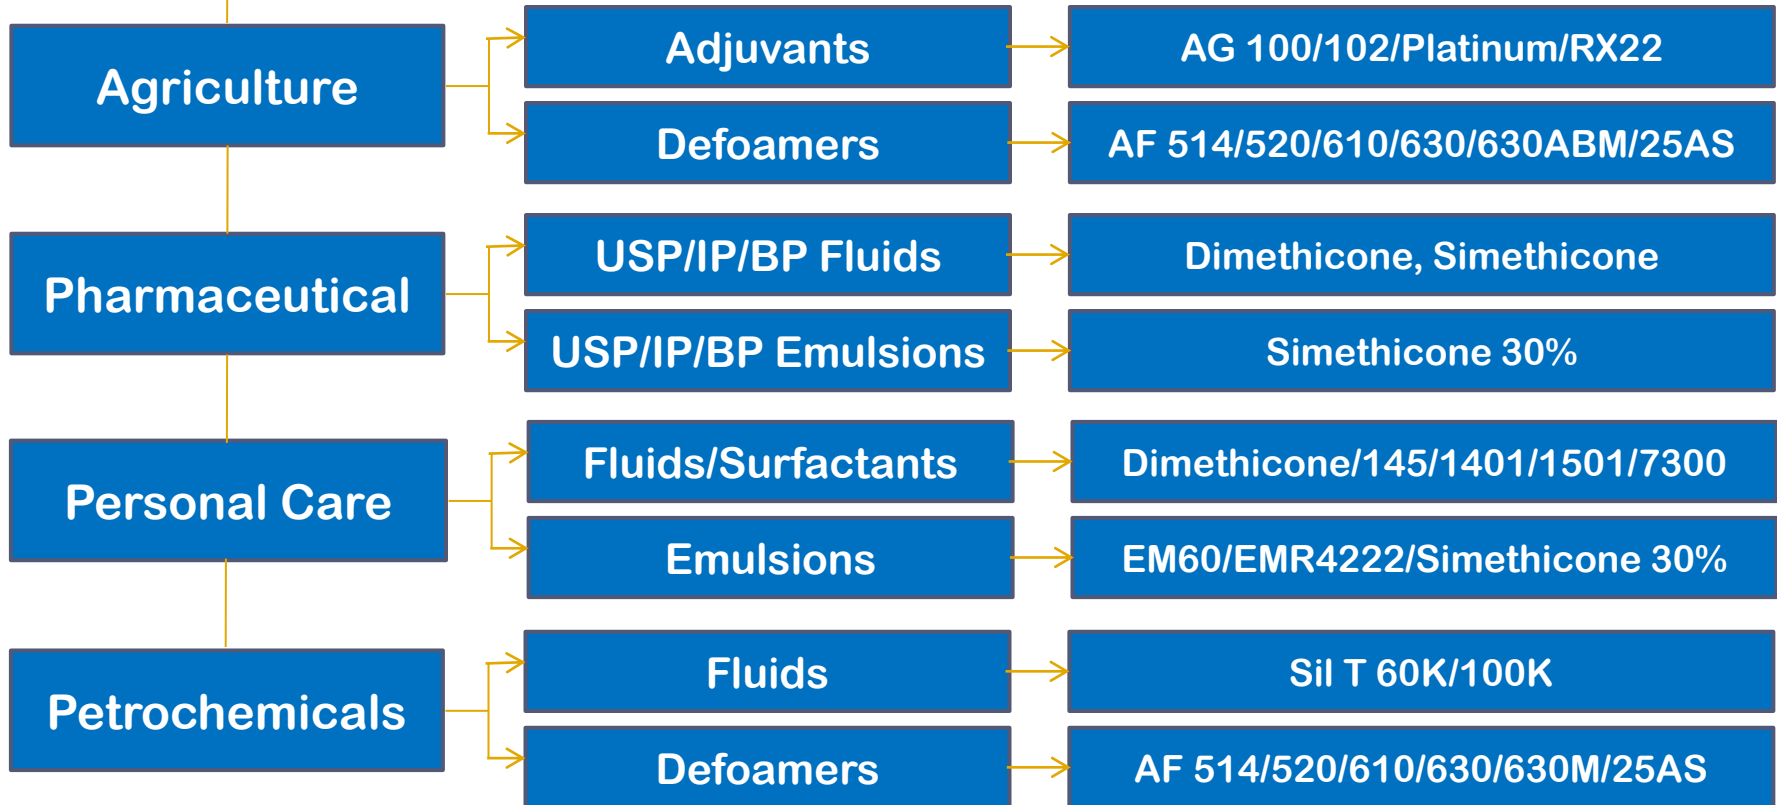 Agriculture
Adjuvants
AG 100/102/Platinum/RX22
Defoamers
AF 514/520/610/630/630ABM/25AS
Pharmaceutical
USP/IP/BP Fluids
Dimethicone, Simethicone
USP/IP/BP Emulsions
Simethicone 30%
Personal Care
Fluids/Surfactants
Dimethicone/145/1401/1501/7300
Emulsions
EM60/EMR4222/Simethicone 30%
Petrochemicals
Fluids
Sil T 60K/100K
Defoamers
AF 514/520/610/630/630M/25AS